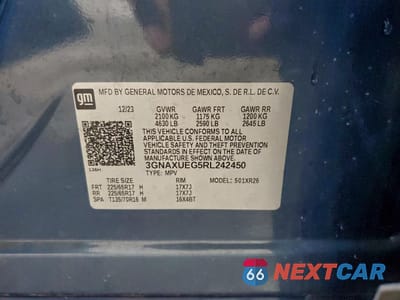 gm
MFD BY GENERAL MOTORS DE MEXICO, S. DE R.L. DE C.V.
12/23 GVWR GAWR FRT GAWR RR
2100 KG 1175 KG 1200 KG
4630 LB 2590 LB 2645 LB
THIS VEHICLE CONFORMS TO ALL
APPLICABLE U.S. FEDERAL MOTOR
VEHICLE SAFETY AND THEFT
PREVENTION STANDARDS IN EFFECT
ON THE DATE OF MANUFACTURE
SHOWN ABOVE.
3GNAXUEG5RL242450
TYPE: MPV
TIRE SIZE RIM MODEL: S01XR26
FRT 225/65R17 H 17X7J
RR 225/65R17 H 17X7J
SPA T135/70R16 M 16X4BT
66 NEXTCAR